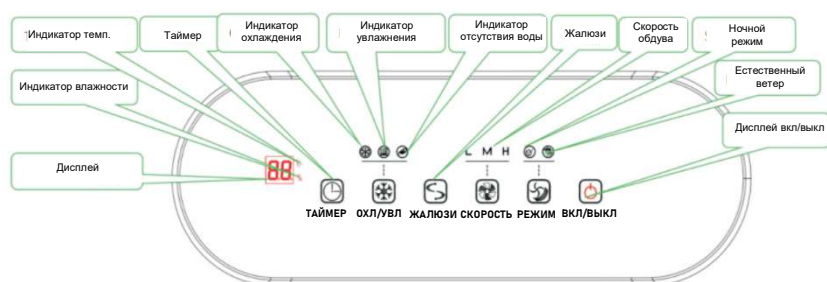 Индикатор темп.
Таймер
Индикатор
охлаждения
Индикатор
увлажнения
Индикатор
отсутствия воды
Жалюзи
Скорость
обдува
Ночной
режим
Индикатор влажности
Естественный
ветер
Дисплей вкл/выкл
Дисплей
88
L M H
ТАЙМЕР ОХЛ/УВЛ ЖАЛЮЗИ СКОРОСТЬ РЕЖИМ ВКЛ/ВЫКЛ